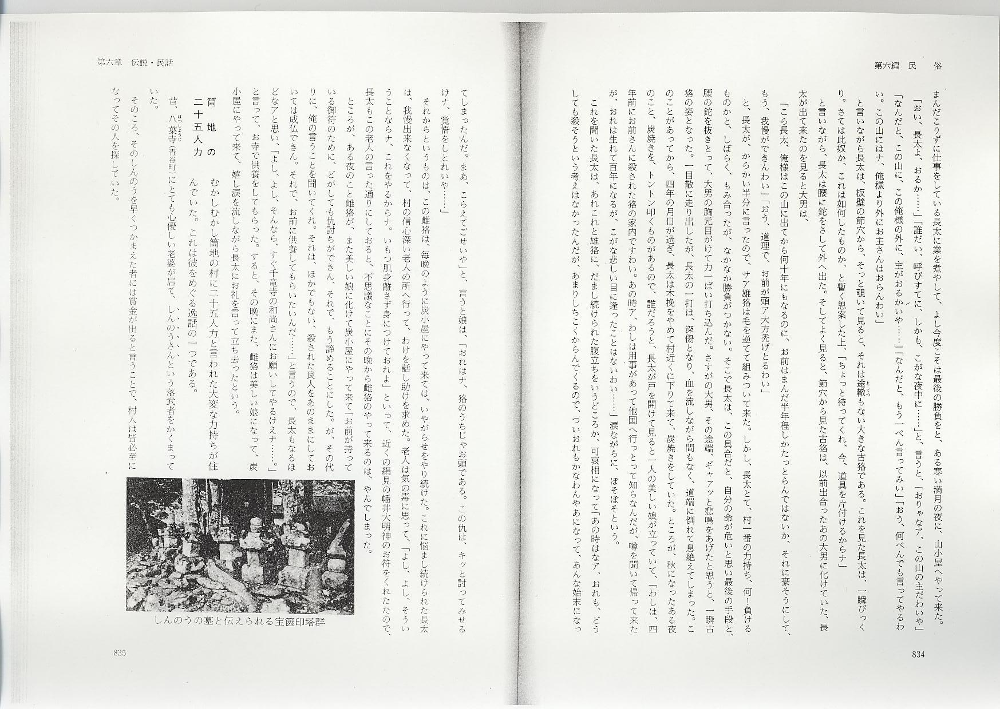 第六編　民　　俗
まんだこりずに仕事をしている長太に業を煮やして、よし今度こそは最後の勝負をと、ある寒い満月の夜に、山小屋へやって来た。
「おい、長太よ、おるか……」「誰だい、呼びすてに、しかも、こがな夜中に……」と、言うと、「おりゃなア、この山の主だわいや」
「なんだと、この山に、この俺様の外に、主がおるかいや……」「なんだと、もう一ぺん言ってみい」「おう、何べんでも言ってやるわ
い。この山にはナ、俺様より外にお主さんはおらんわい」
と言いながら長太は、板壁の節穴から、そっと覗いて見ると、それは途轍もない大きな古狢である。これを見た長太は、一瞬びっく
とてつ
り。さては此奴か、これは如何したものか、と暫く思案した上、「ちょっと待ってくれ、今、道具を片付けるからナ」
と言いながら、長太は腰に鉈をさして外へ出た。そしてよく見ると、節穴から見た古狢は、以前出合ったあの大男に化けていた、長
太が出て来たのを見ると大男は、
「こら長太、俺様はこの山に出てから何十年にもなるのに、お前はまんだ半年程しかたっとらんではないか、それに豪そうにして、
もう、我慢ができんわい」「おう、道理で、お前が頭ア大方禿げとるわい」
と、長太が、からかい半分に言ったので、サア雄狢は毛を逆てて組みついて来た。しかし、長太とて、村一番の力持ち、何！負ける
ものかと、しばらく、もみ合ったが、なかなか勝負がつかない。そこで長太は、この具合だと、自分の命が危いと思い最後の手段と、
腰の鉈を抜きとって、大男の胸元目がけて力一ぱい打ち込んだ。さすがの大男、その途端、ギャァッと悲鳴をあげたと思うと、一瞬古
狢の姿となった。一目散に走り出したが、長太の一打は、深傷となり、血を流しながら間もなく、道端に倒れて息絶えてしまった。こ
のことがあってから、四年の月日が過ぎ、長太は木挽をやめて村近くに下りて来て、炭焼きをしていた。ところが、秋になったある夜
のこと、炭焼きを、トントン叩くものがあるので、誰だろうと、長太が戸を開けて見ると一人の美しい娘が立っていて、「わしは、四
年前にお前さんに殺された狢の家内ですわい。あの時ァ、わしは用事があって他国へ行っとって知らなんだが、噂を聞いて帰って来た
が、おれは生れて百年になるが、こがな悲しい目に逢ったことはないわい……」涙ながらに、ぼそぼそという。
これを聞いた長太は、あれこれと雄狢に、だまし続けられた腹立ちをいうどころか、可哀相になって「あの時はなア、おれも、どう
しても殺そうという考えはなかったんだが、あまりしちこくからんでくるので、ついおれもかなわんやあになって、あんな始末になっ
834
第六章　伝説・民話
てしまったんだ。まあ、こらえてごせいや」と、言うと娘は、「おれはナ、狢のうちじゃお頭である。この仇は、キッと討ってみせる
けナ、覚悟をしとれいや……」
それからというものは、この雌狢は、毎晩のように炭小屋にやって来ては、いやがらせをやり続けた。これに悩まし続けられた長太
は、我慢出来なくなって、村の信心深い老人の所へ行って、わけを話し助けを求めた。老人は気の毒に思って、「よし、よし、そうい
うことならナ、これをやるからナ。いもつ肌身離さず身につけておれよ」といって、近くの絹見の幡井大明神のお符をくれたたので、
長太もこの老人の言った通りにしておると、不思議なことにその晩から雌狢のやって来るのは、やんでしまった。
ところが、ある夜のこと雌狢が、また美しい娘に化けて炭小屋にやって来て「お前が持って
いる御符のために、どがしても仇討ちができん、それで、もう諦めることにした。が、その代
りに、俺の言うことを聞いてくれ。それは、ほかでもない、殺された良人をあのままにしてお
いては成仏できん。それで、お前に供養してもらいたいんだ……」と言うので、長太もなるほ
どなアと思い、「よし、よし、そんなら、すぐ千竜寺の和尚さんにお願いしてやるけえナ……。」
と言って、お寺で供養をしてもらった。すると、その晩にまた、雌狢は美しい娘になって、炭
小屋にやって来て、嬉し涙を流しながら長太にお礼を言って立ち去ったという。
筒地の
二十五人力
むかしむかし筒地の村に二十五人力と言われた大変な力持ちが住
んでいた。これは彼をめぐる逸話の一つである。
昔、八葉寺（青谷町）にとても心優しい老婆が居て、しんのうさんという落武者をかくまって
はっしょうじ
いた。
そのころ、そのしんのうを早くつかまえた者には賞金が出ると言うことで、村人は皆必至に
なってその人を探していた。
しんのうの墓と伝えられる宝篋印塔群
835